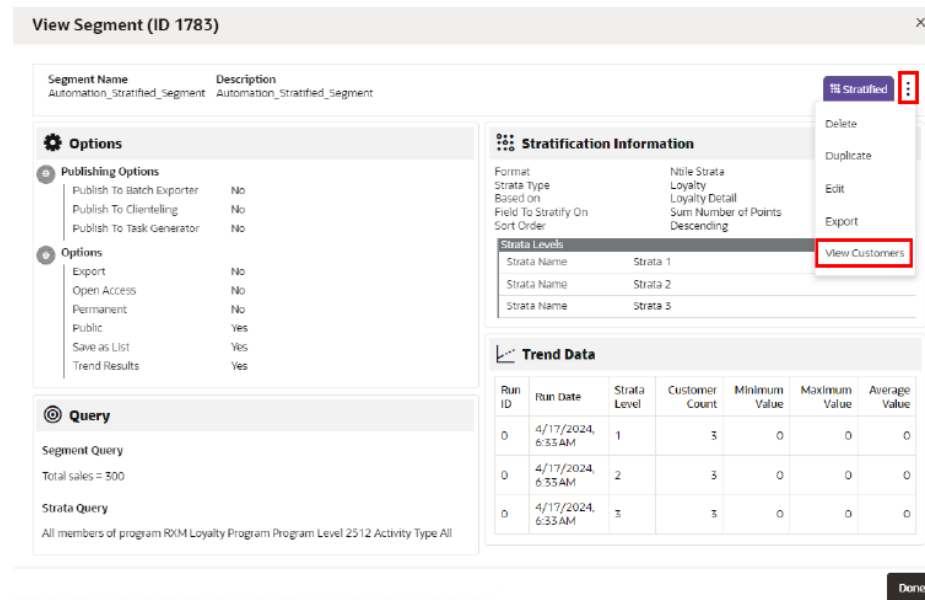 View Segment (ID 1783)
×
Segment Name Description
Automation_Stratified_Segment Automation_Stratified_Segment
Stratified
Delete
Duplicate
Edit
Export
View Customers
Options
Publishing Options
Publish To Batch Exporter No
Publish To Clienteling No
Publish To Task Generator No
Options
Export No
Open Access No
Permanent No
Public Yes
Save as List Yes
Trend Results Yes
Query
Segment Query
Total sales = 300
Strata Query
All members of program RXM Loyalty Program Program Level 2512 Activity Type All
Stratification Information
Format Ntile Strata
Strata Type Loyalty
Based on Loyalty Detail
Field To Stratify On Sum Number of Points
Sort Order Descending
Strata Levels
Strata Name Strata 1
Strata Name Strata 2
Strata Name Strata 3
Trend Data
Run Strata Customer Minimum Maximum Average
ID Run Date Level Count Value Value Value
0 4/17/2024, 6:33 AM 1 3 0 0 0
0 4/17/2024, 6:33 AM 2 3 0 0 0
0 4/17/2024, 6:33 AM 3 3 0 0 0
Done